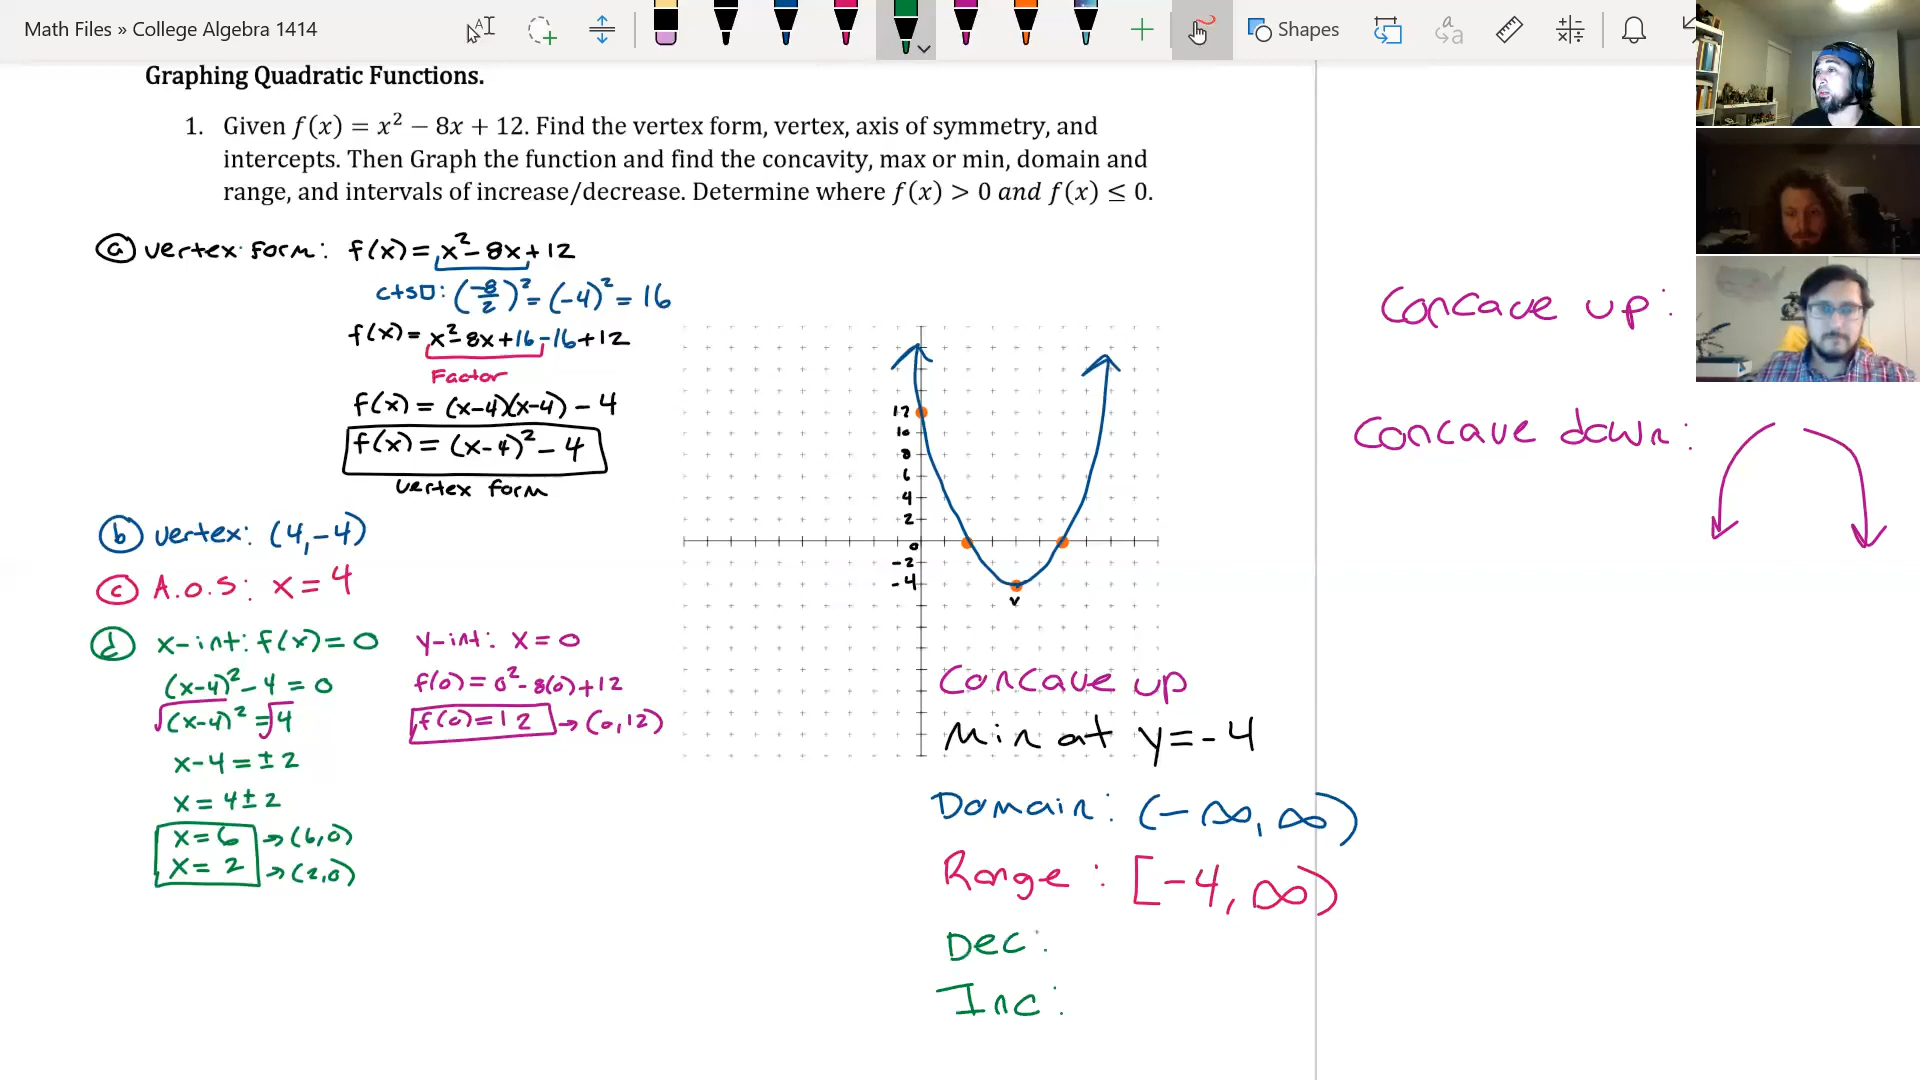 Math Files » College Algebra 1414
Shapes
Graphing Quadratic Functions.
1. Given f(x) = x² − 8x + 12. Find the vertex form, vertex, axis of symmetry, and
intercepts. Then Graph the function and find the concavity, max or min, domain and
range, and intervals of increase/decrease. Determine where f(x) > 0 and f(x) ≤ 0.
ⓐ vertex form: f(x) = x² - 8x + 12
cts□: (-8/2)² = (-4)² = 16
f(x) = x² - 8x + 16 - 16 + 12
Factor
f(x) = (x-4)(x-4) - 4
f(x) = (x-4)² - 4
vertex form
ⓑ vertex: (4,-4)
ⓒ A.O.S: x = 4
ⓓ x-int: f(x) = 0
(x-4)² - 4 = 0
√(x-4)² = √4
x-4 = ±2
x = 4±2
x = 6 → (6,0)
x = 2 → (2,0)
y-int: x = 0
f(0) = 0² - 8(0) + 12
f(0) = 12 → (0,12)
12
10
8
6
4
2
0
-2
-4
v
Concave up
Min at y = -4
Domain: (-∞, ∞)
Range: [-4, ∞)
Dec:
Inc:
Concave up:
Concave down: